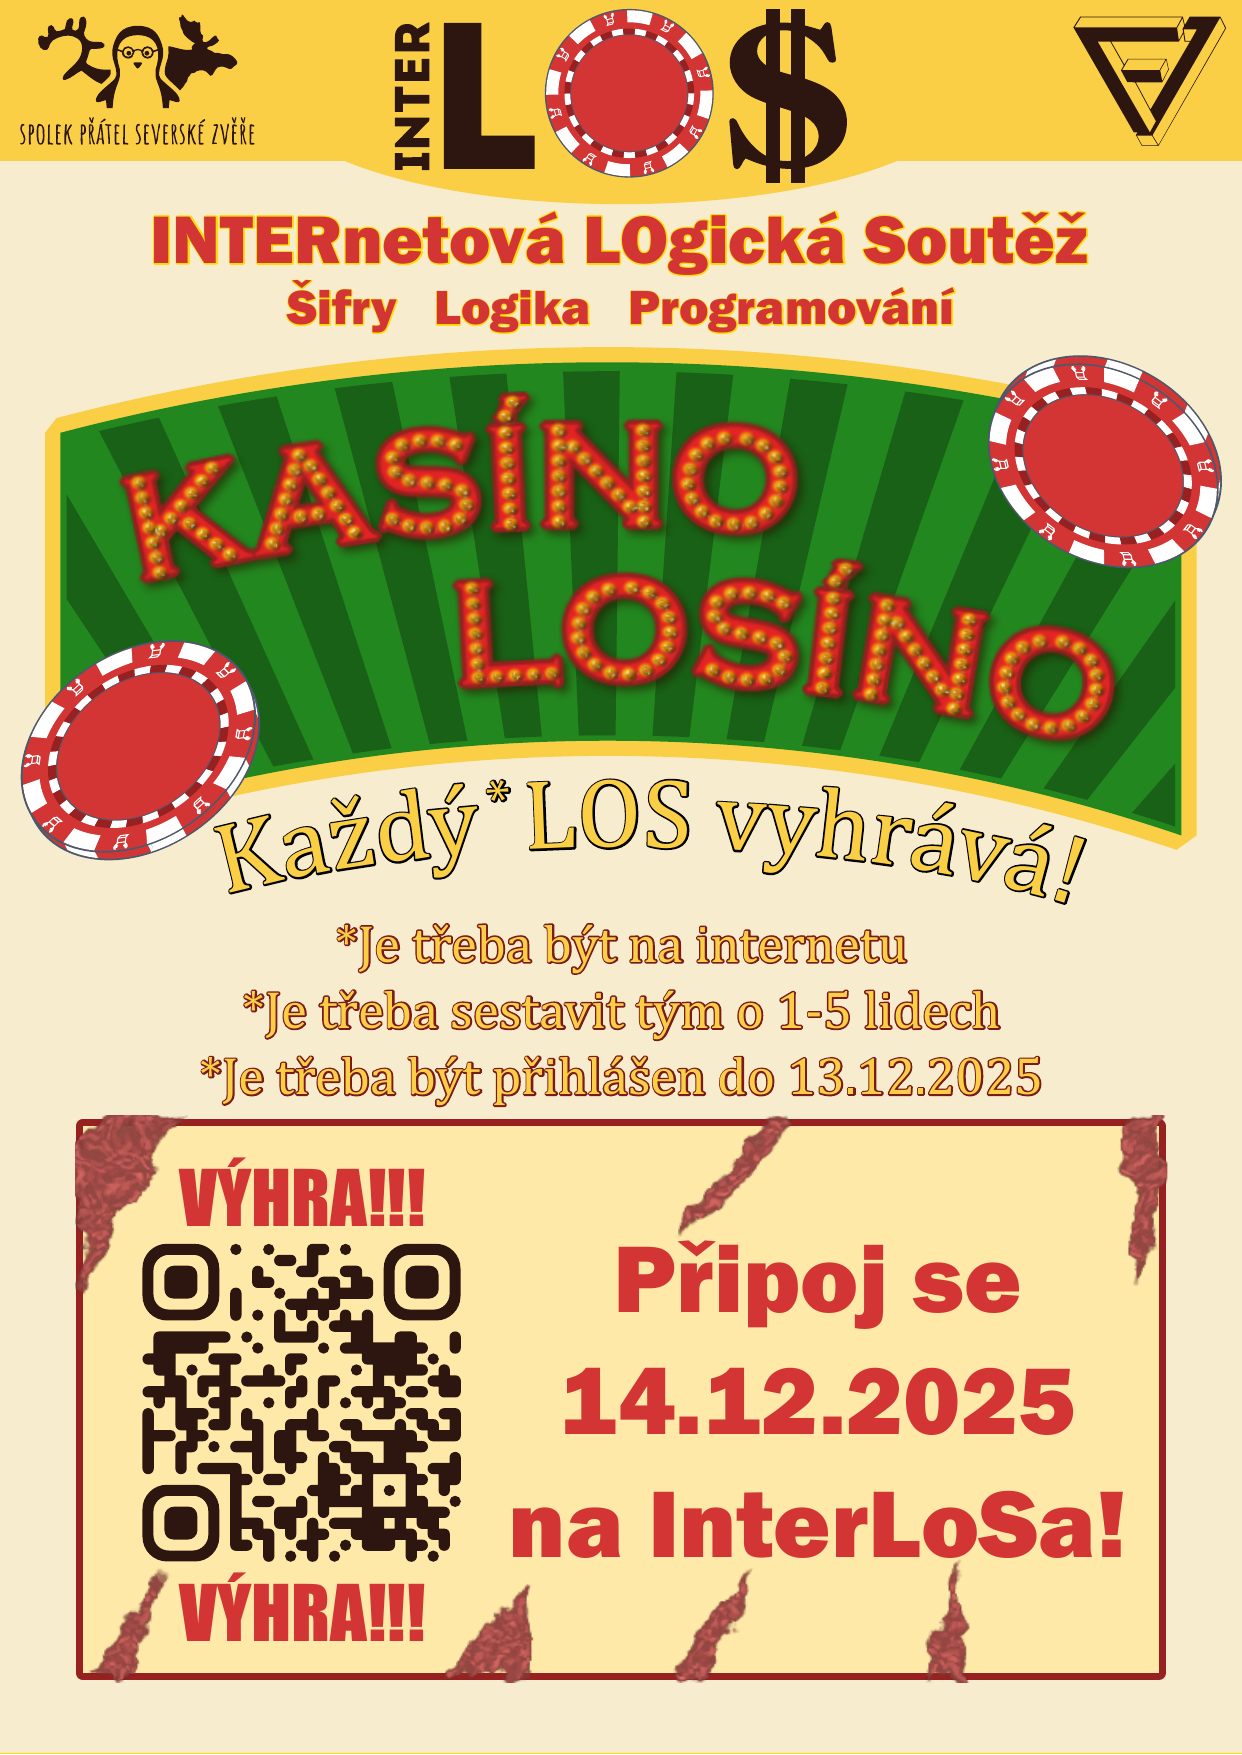 SPOLEK PŘÁTEL SEVERSKÉ ZVĚŘE
INTER
LO$
INTERnetová LOgická Soutěž
Šifry Logika Programování
KASÍNO
LOSÍNO
Každý* LOS vyhrává!
*Je třeba být na internetu
*Je třeba sestavit tým o 1-5 lidech
*Je třeba být přihlášen do 13.12.2025
VÝHRA!!!
VÝHRA!!!
Připoj se
14.12.2025
na InterLoSa!